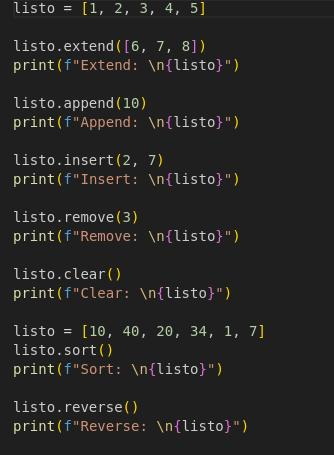 listo = [1, 2, 3, 4, 5]
listo.extend([6, 7, 8])
print(f"Extend: \n{listo}")
listo.append(10)
print(f"Append: \n{listo}")
listo.insert(2, 7)
print(f"Insert: \n{listo}")
listo.remove(3)
print(f"Remove: \n{listo}")
listo.clear()
print(f"Clear: \n{listo}")
listo = [10, 40, 20, 34, 1, 7]
listo.sort()
print(f"Sort: \n{listo}")
listo.reverse()
print(f"Reverse: \n{listo}")